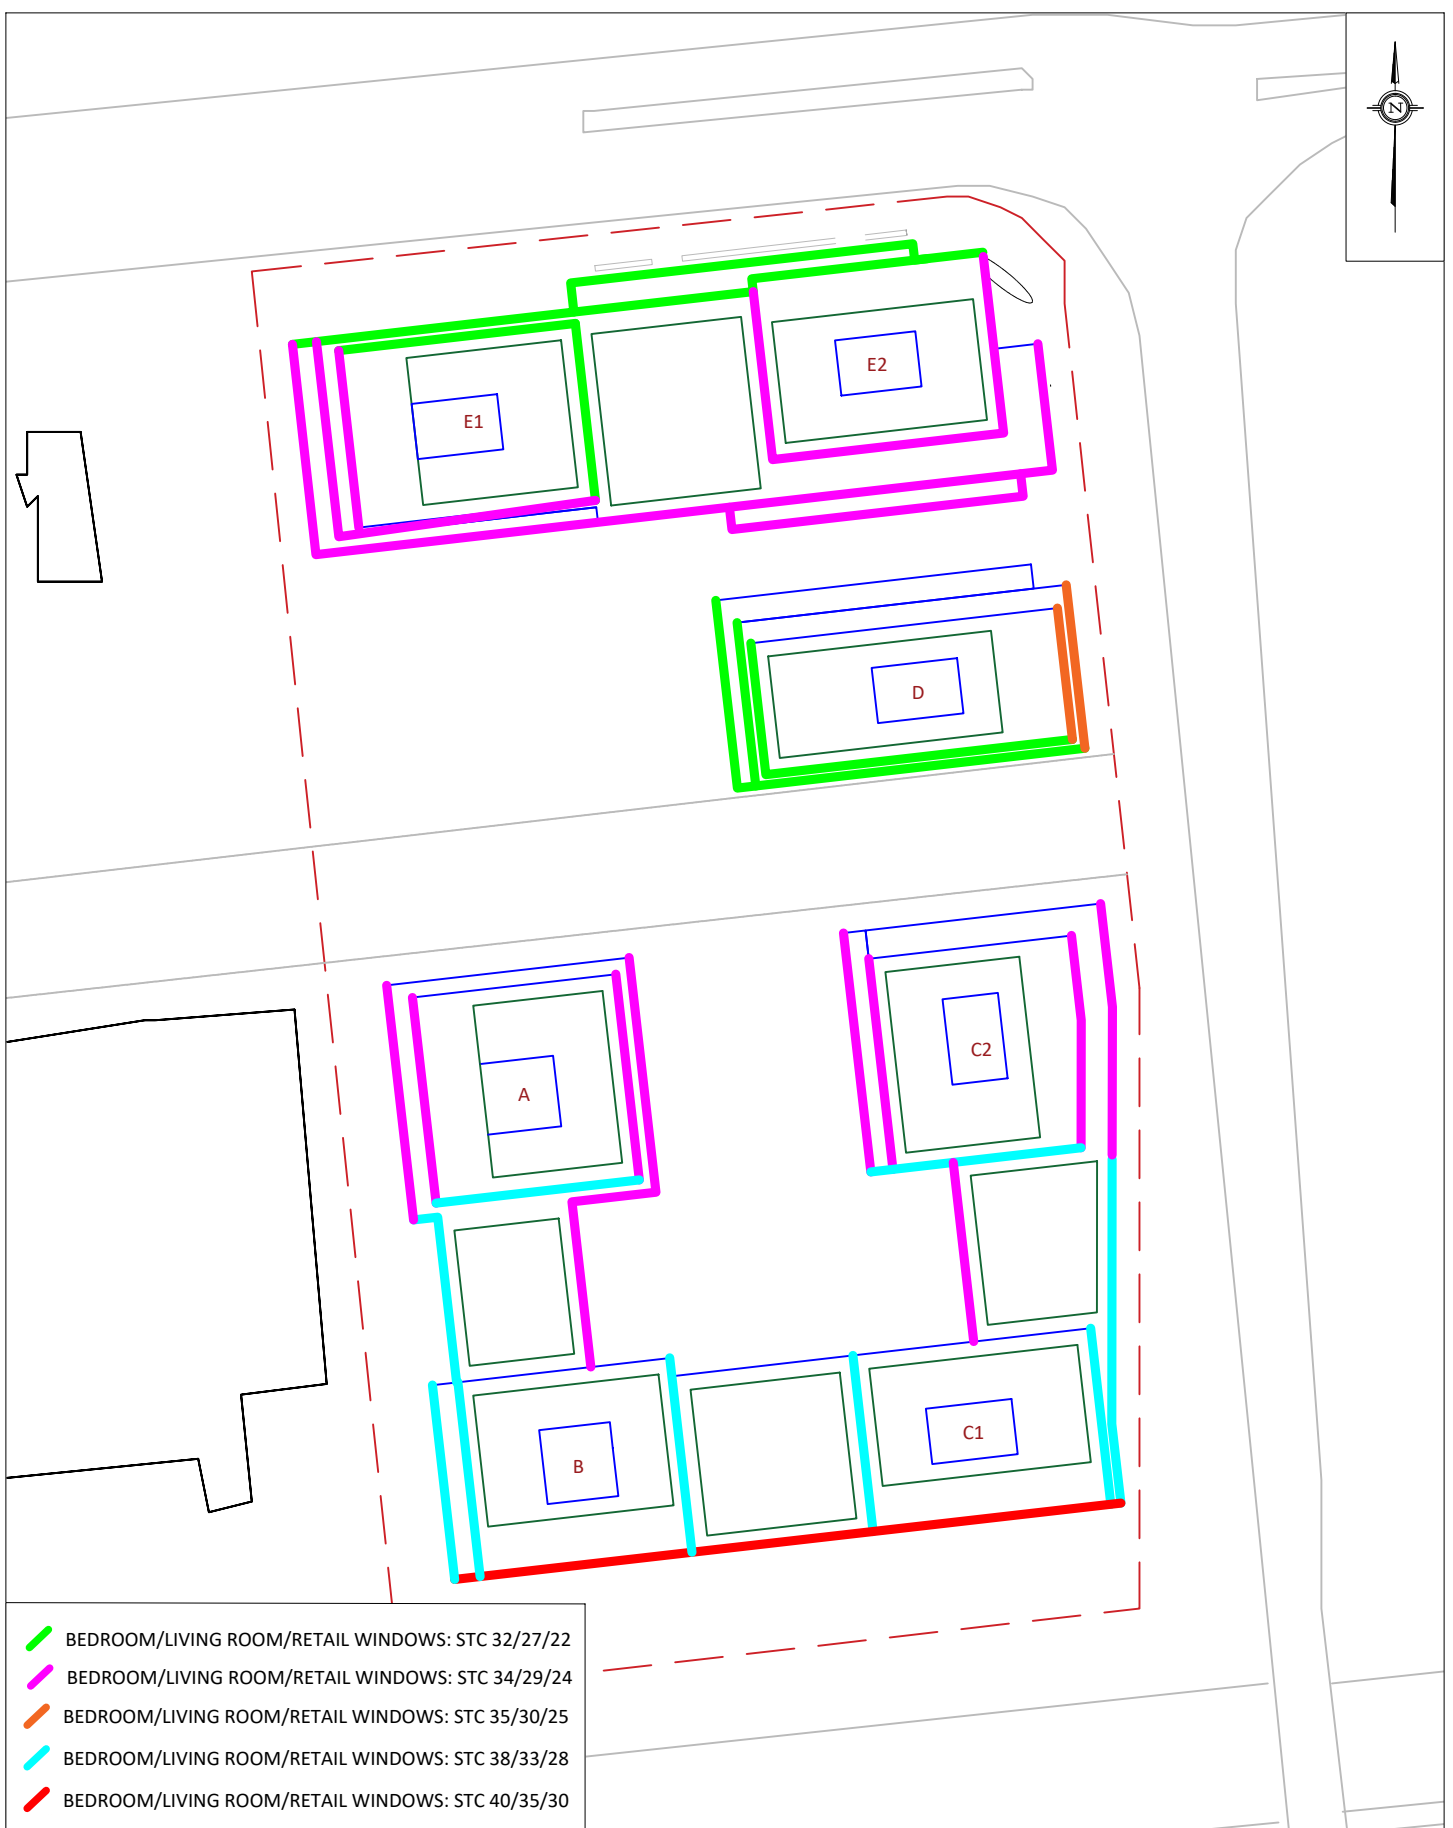 N
E2
E1
D
C2
A
C1
B
BEDROOM/LIVING ROOM/RETAIL WINDOWS: STC 32/27/22
BEDROOM/LIVING ROOM/RETAIL WINDOWS: STC 34/29/24
BEDROOM/LIVING ROOM/RETAIL WINDOWS: STC 35/30/25
BEDROOM/LIVING ROOM/RETAIL WINDOWS: STC 38/33/28
BEDROOM/LIVING ROOM/RETAIL WINDOWS: STC 40/35/30